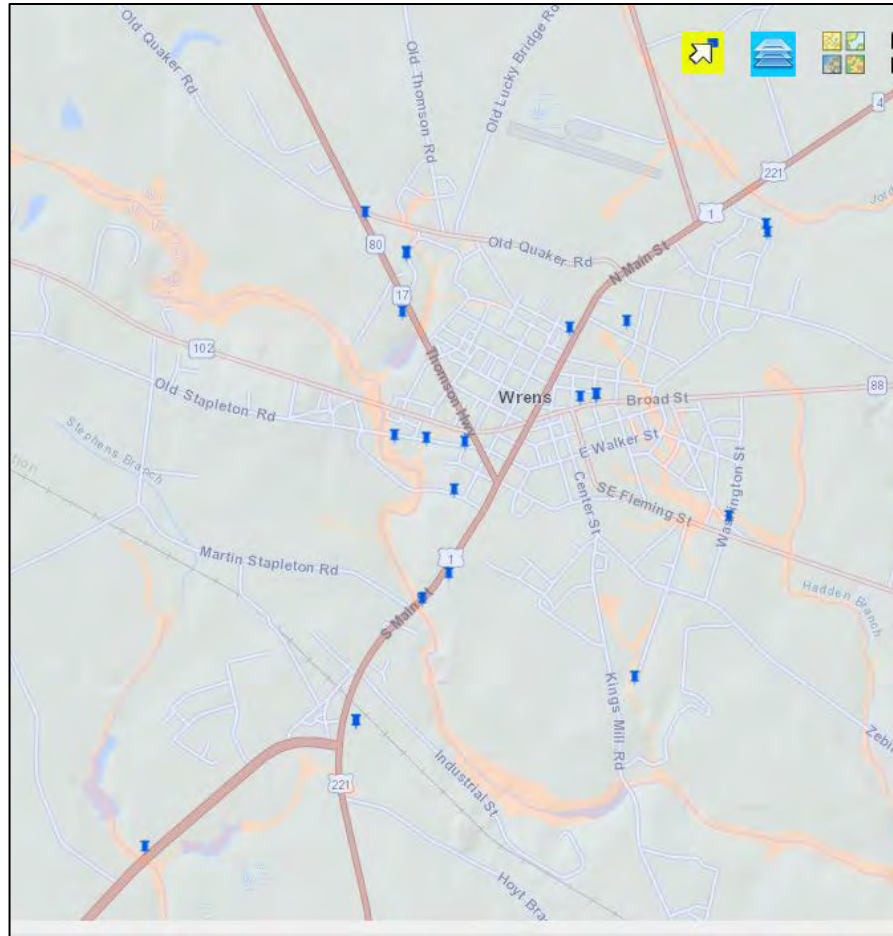 Old Quaker Rd
Old Thomson Rd
Old Lucky Bridge Rd
4
221
1
80
Old Quaker Rd
N Main St
17
102
Thomson Hwy
Old Stapleton Rd
Wrens
Broad St
88
Stephens Branch
E Walker St
Center St
SE Fleming St
Washington St
Martin Stapleton Rd
1
Hadden Branch
S Main St
Kings Mill Rd
Industrial St
221
Hoyt Bra